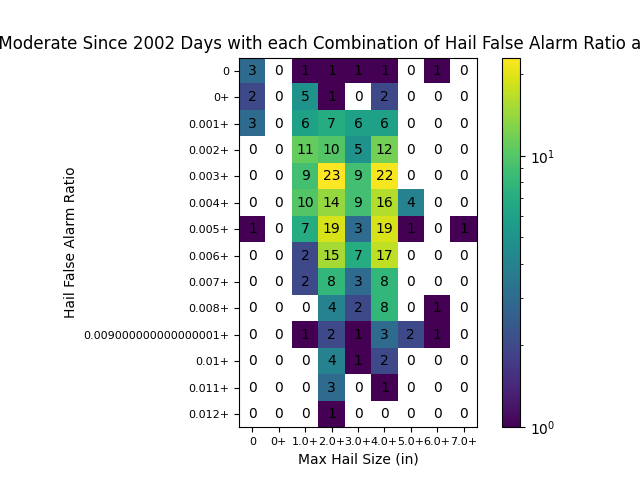 Moderate Since 2002 Days with each Combination of Hail False Alarm Ratio a
Hail False Alarm Ratio
0 3 0 1 1 1 1 0 1 0
0+ 2 0 5 1 0 2 0 0 0
0.001+ 3 0 6 7 6 6 0 0 0
0.002+ 0 0 11 10 5 12 0 0 0
0.003+ 0 0 9 23 9 22 0 0 0
0.004+ 0 0 10 14 9 16 4 0 0
0.005+ 1 0 7 19 3 19 1 0 1
0.006+ 0 0 2 15 7 17 0 0 0
0.007+ 0 0 2 8 3 8 0 0 0
0.008+ 0 0 0 4 2 8 0 1 0
0.009000000000000001+ 0 0 1 2 1 3 2 1 0
0.01+ 0 0 0 4 1 2 0 0 0
0.011+ 0 0 0 3 0 1 0 0 0
0.012+ 0 0 0 1 0 0 0 0 0
0 0+ 1.0+ 2.0+ 3.0+ 4.0+ 5.0+ 6.0+ 7.0+
Max Hail Size (in)
10¹
10⁰